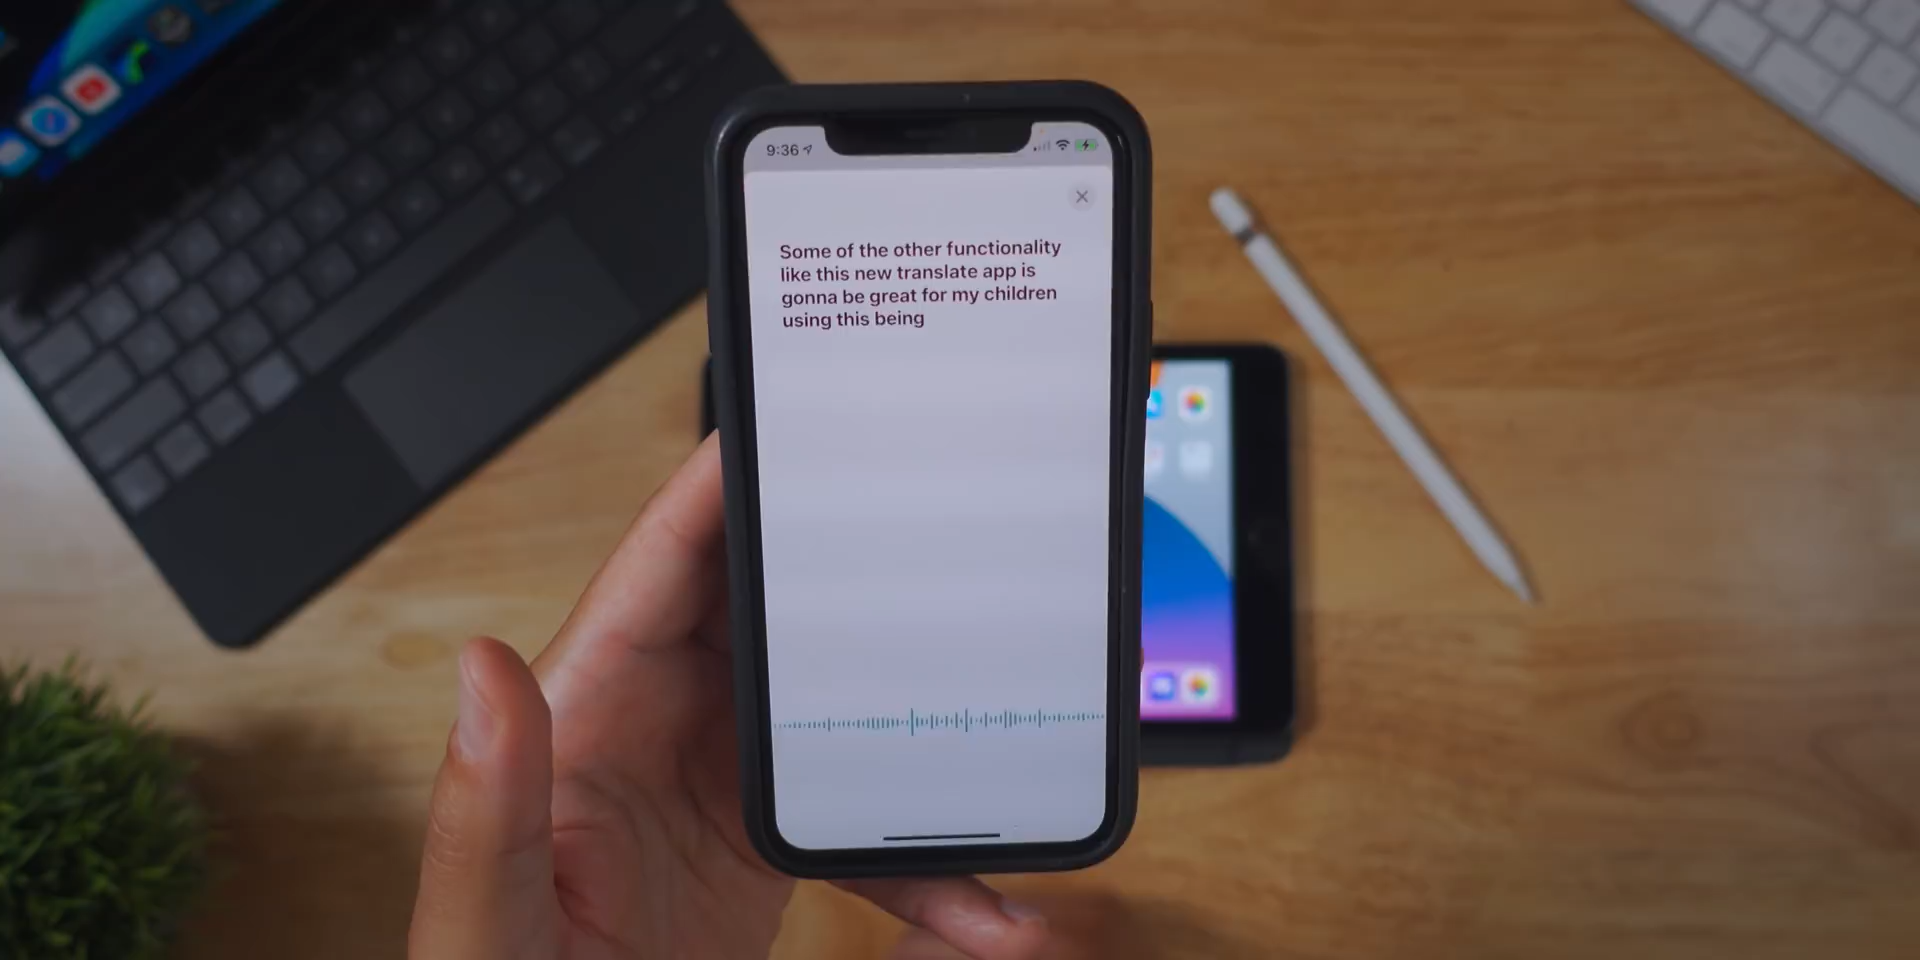 9:36
Some of the other functionality
like this new translate app is
gonna be great for my children
using this being